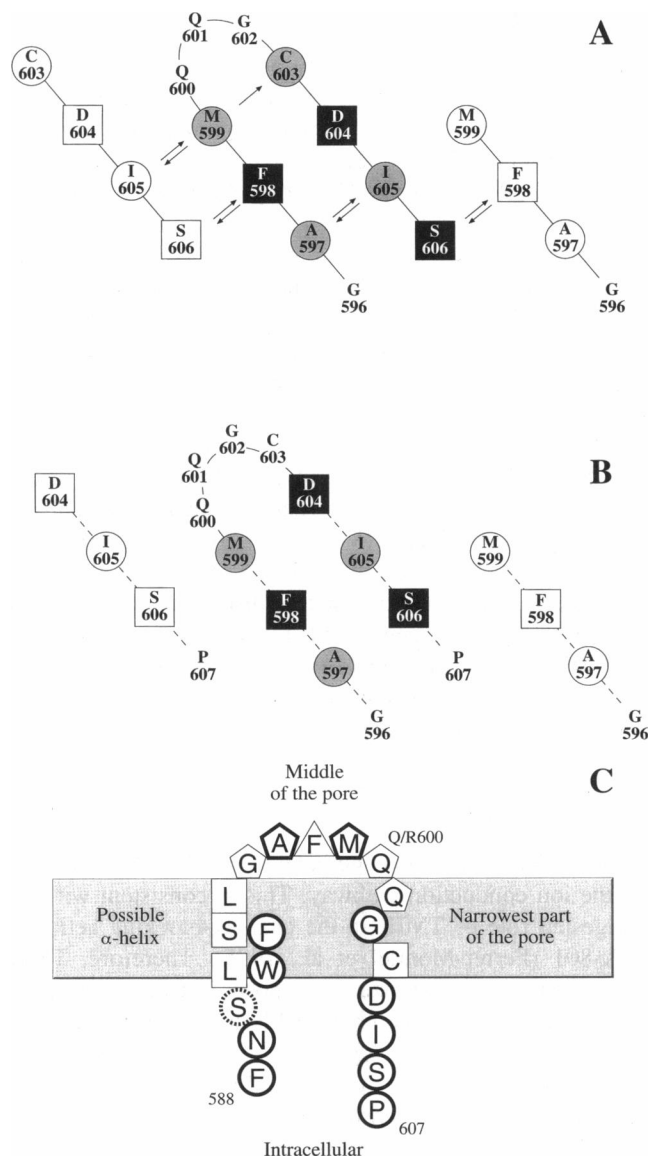 A
Q
601
G
602
C
603
Q
600
C
603
D
604
M
599
D
604
M
599
I
605
F
598
I
605
F
598
S
606
A
597
S
606
A
597
G
596
G
596
B
G
602
C
603
Q
601
D
604
Q
600
D
604
I
605
M
599
I
605
M
599
S
606
F
598
S
606
F
598
P
607
A
597
P
607
A
597
G
596
G
596
C
Middle
of the pore
Q/R600
G A F M Q
L Q
Possible
α-helix
S F G
Narrowest part
of the pore
L W C
S D
N I
F S
588
P
607
Intracellular